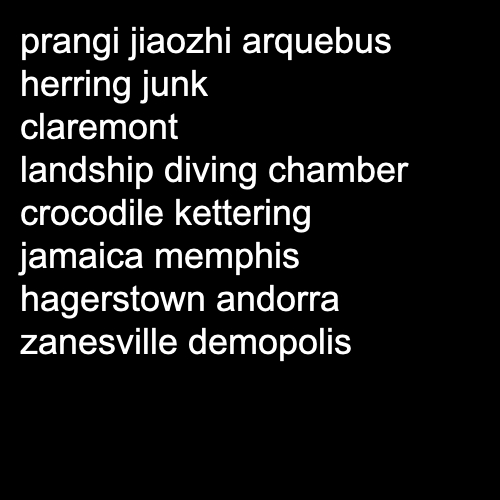 prangi jiaozhi arquebus
herring junk
claremont
landship diving chamber
crocodile kettering
jamaica memphis
hagerstown andorra
zanesville demopolis